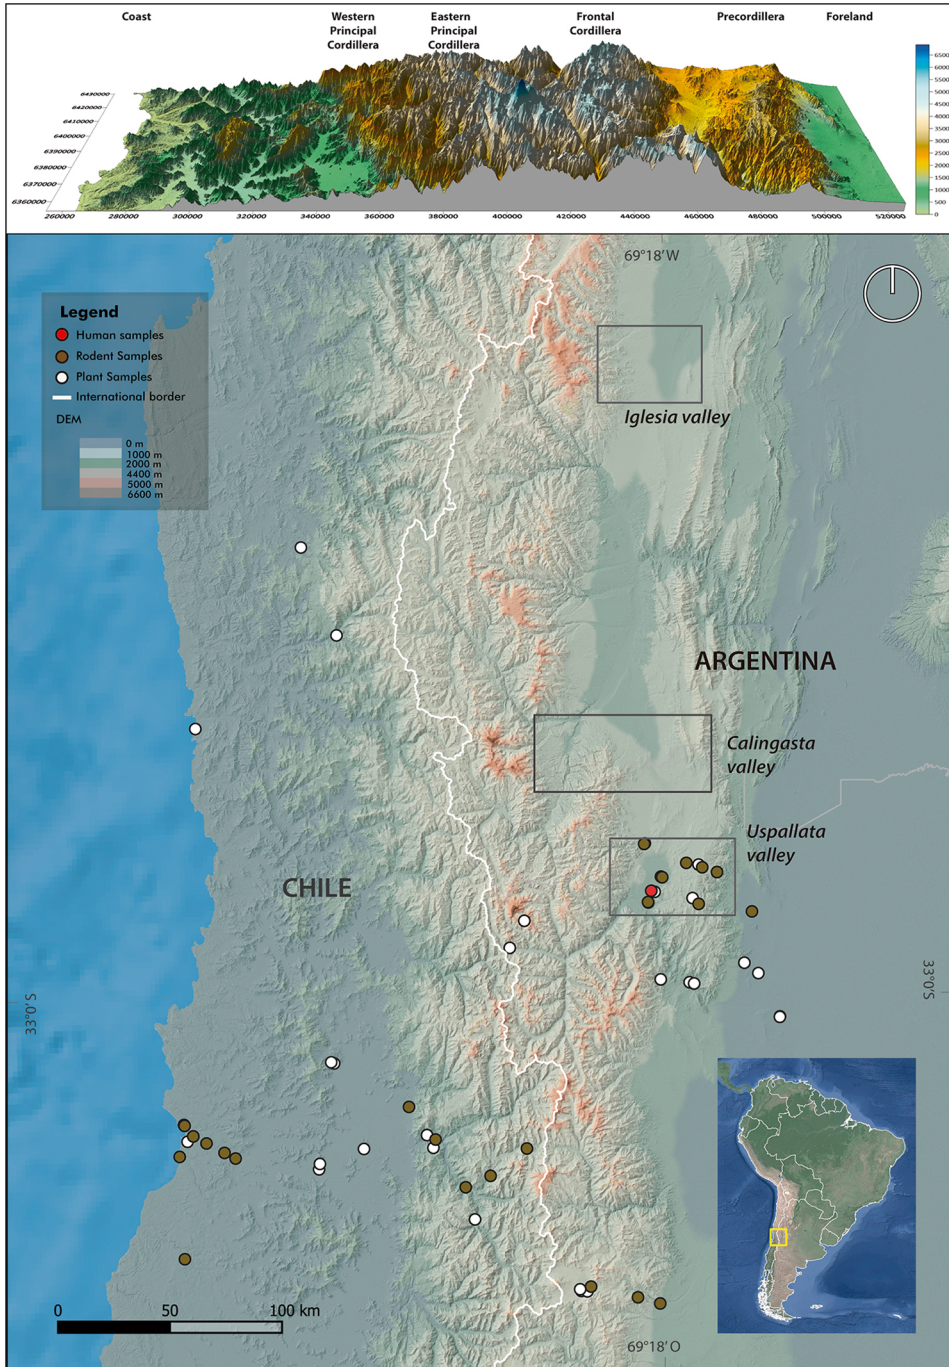 Coast
Western
Principal
Cordillera
Eastern
Principal
Cordillera
Frontal
Cordillera
Precordillera
Foreland
6430000
6420000
6410000
6400000
6390000
6380000
6370000
6360000
260000 280000 300000 320000 340000 360000 380000 400000 420000 440000 460000 480000 500000 520000
6500
6000
5500
5000
4500
4000
3500
3000
2500
2000
1500
1000
500
0
69°18' W
Legend
Human samples
Rodent Samples
Plant Samples
International border
DEM
0 m
1000 m
2000 m
4400 m
5000 m
6600 m
Iglesia valley
ARGENTINA
Calingasta
valley
Uspallata
valley
CHILE
33°0' S
33°0'S
0 50 100 km
69°18' O